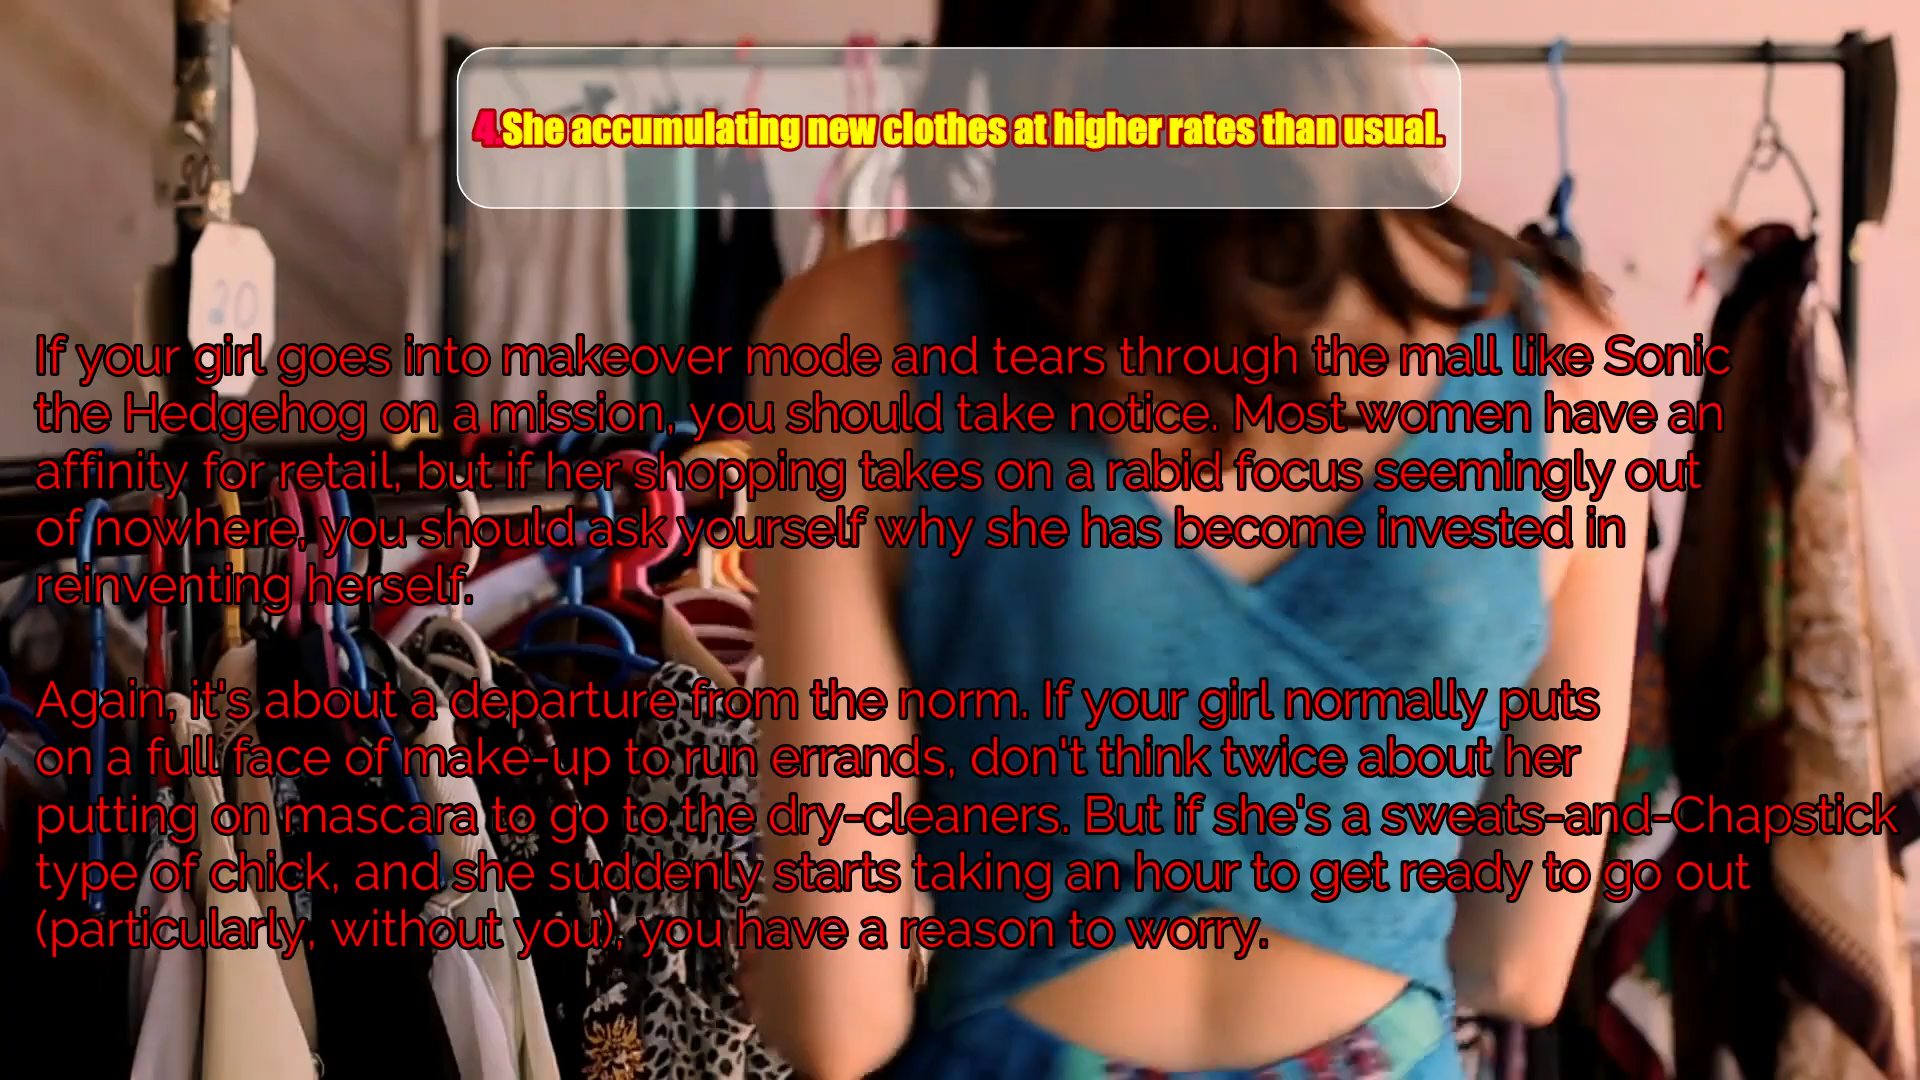 4.She accumulating new clothes at higher rates than usual.
20
If your girl goes into makeover mode and tears through the mall like Sonic
the Hedgehog on a mission, you should take notice. Most women have an
affinity for retail, but if her shopping takes on a rabid focus seemingly out
of nowhere, you should ask yourself why she has become invested in
reinventing herself.
Again, it's about a departure from the norm. If your girl normally puts
on a full face of make-up to run errands, don't think twice about her
putting on mascara to go to the dry-cleaners. But if she's a sweats-and-Chapstick
type of chick, and she suddenly starts taking an hour to get ready to go out
(particularly, without you), you have a reason to worry.